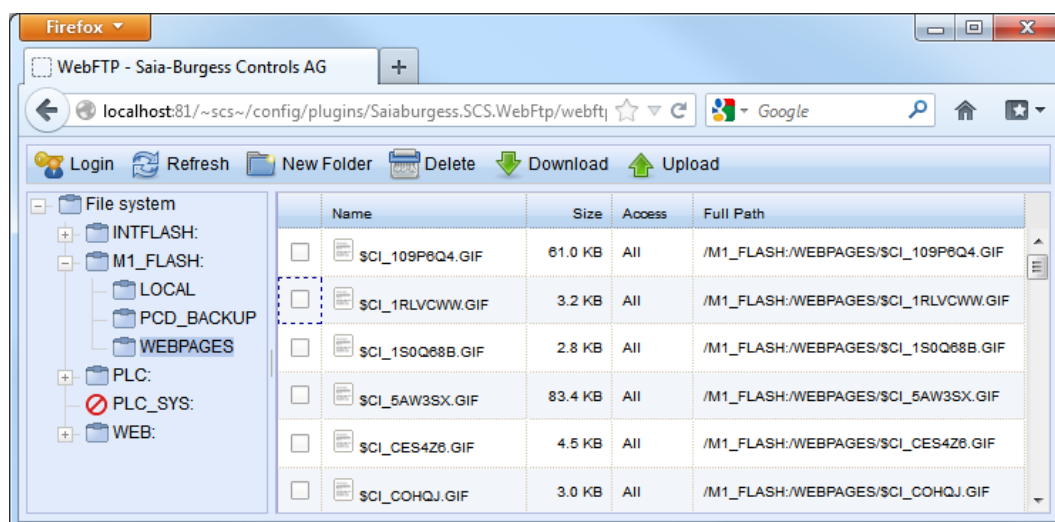 Firefox
WebFTP - Saia-Burgess Controls AG
localhost:81/~scs~/config/plugins/Saiaburgess.SCS.WebFtp/webft
Google
Login Refresh New Folder Delete Download Upload
File system
INTFLASH:
M1_FLASH:
LOCAL
PCD_BACKUP
WEBPAGES
PLC:
PLC_SYS:
WEB:
Name Size Access Full Path
$CI_109P6Q4.GIF 61.0 KB All /M1_FLASH:/WEBPAGES/$CI_109P6Q4.GIF
$CI_1RLVCWW.GIF 3.2 KB All /M1_FLASH:/WEBPAGES/$CI_1RLVCWW.GIF
$CI_1S0Q68B.GIF 2.8 KB All /M1_FLASH:/WEBPAGES/$CI_1S0Q68B.GIF
$CI_5AW3SX.GIF 83.4 KB All /M1_FLASH:/WEBPAGES/$CI_5AW3SX.GIF
$CI_CES4Z6.GIF 4.5 KB All /M1_FLASH:/WEBPAGES/$CI_CES4Z6.GIF
$CI_COHQJ.GIF 3.0 KB All /M1_FLASH:/WEBPAGES/$CI_COHQJ.GIF